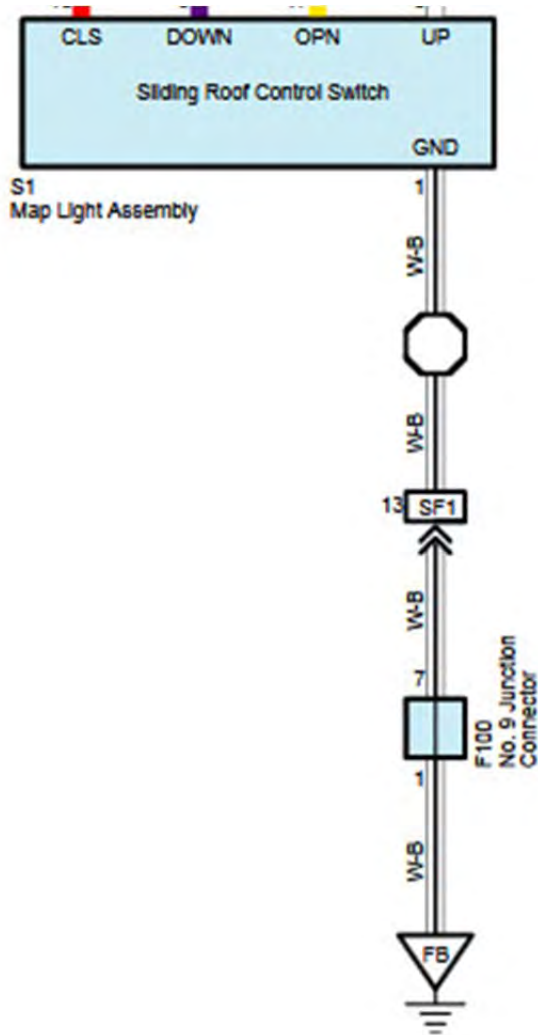 CLS DOWN OPN UP
Sliding Roof Control Switch
GND
S1
Map Light Assembly
1
W-B
W-B
13 SF1
W-B
7
F100
No. 9 Junction
Connector
1
W-B
FB